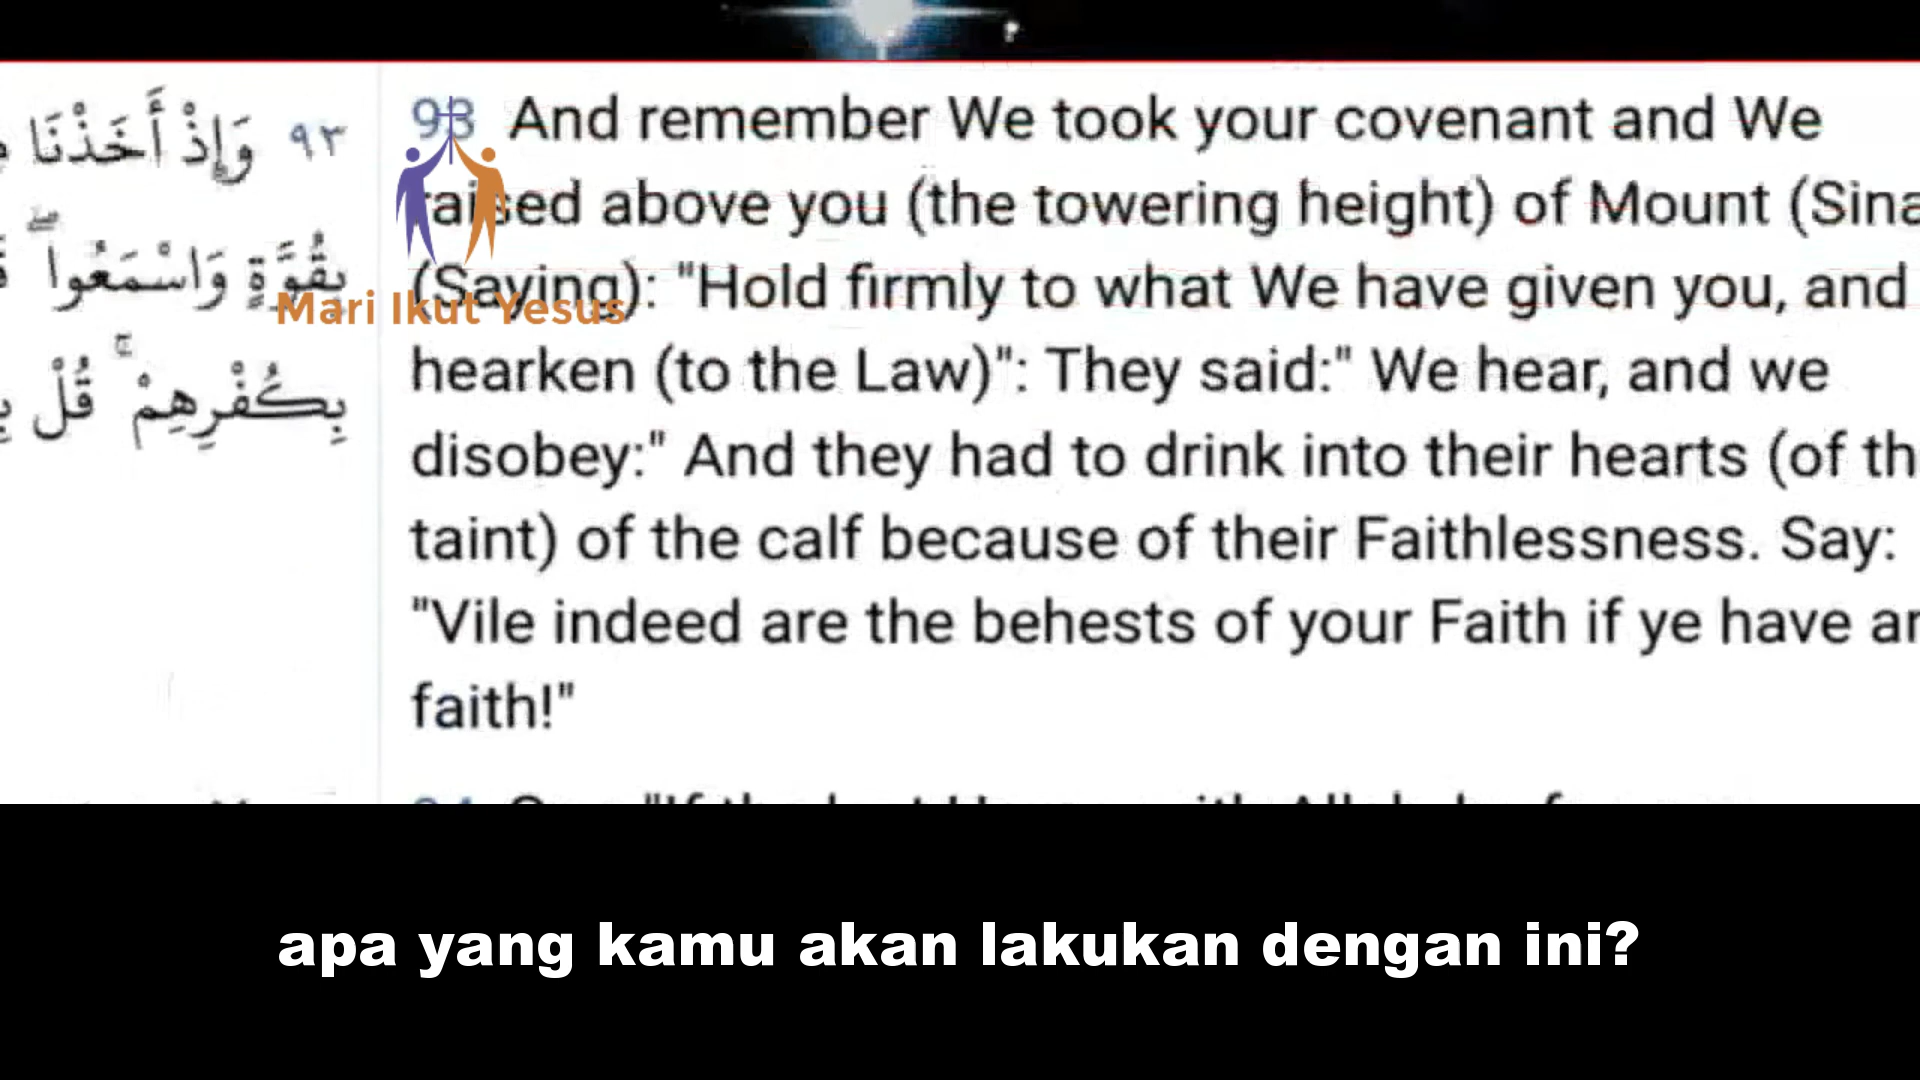 ٩٣ وَإِذْ أَخَذْنَا
بِقُوَّةٍ وَاسْمَعُوا ۖ
بِكُفْرِهِمْ ۚ قُلْ
93 And remember We took your covenant and We
raised above you (the towering height) of Mount (Sina
(Saying): "Hold firmly to what We have given you, and
hearken (to the Law)": They said:" We hear, and we
disobey:" And they had to drink into their hearts (of th
taint) of the calf because of their Faithlessness. Say:
"Vile indeed are the behests of your Faith if ye have an
faith!"
Mari Ikut Yesus
apa yang kamu akan lakukan dengan ini?